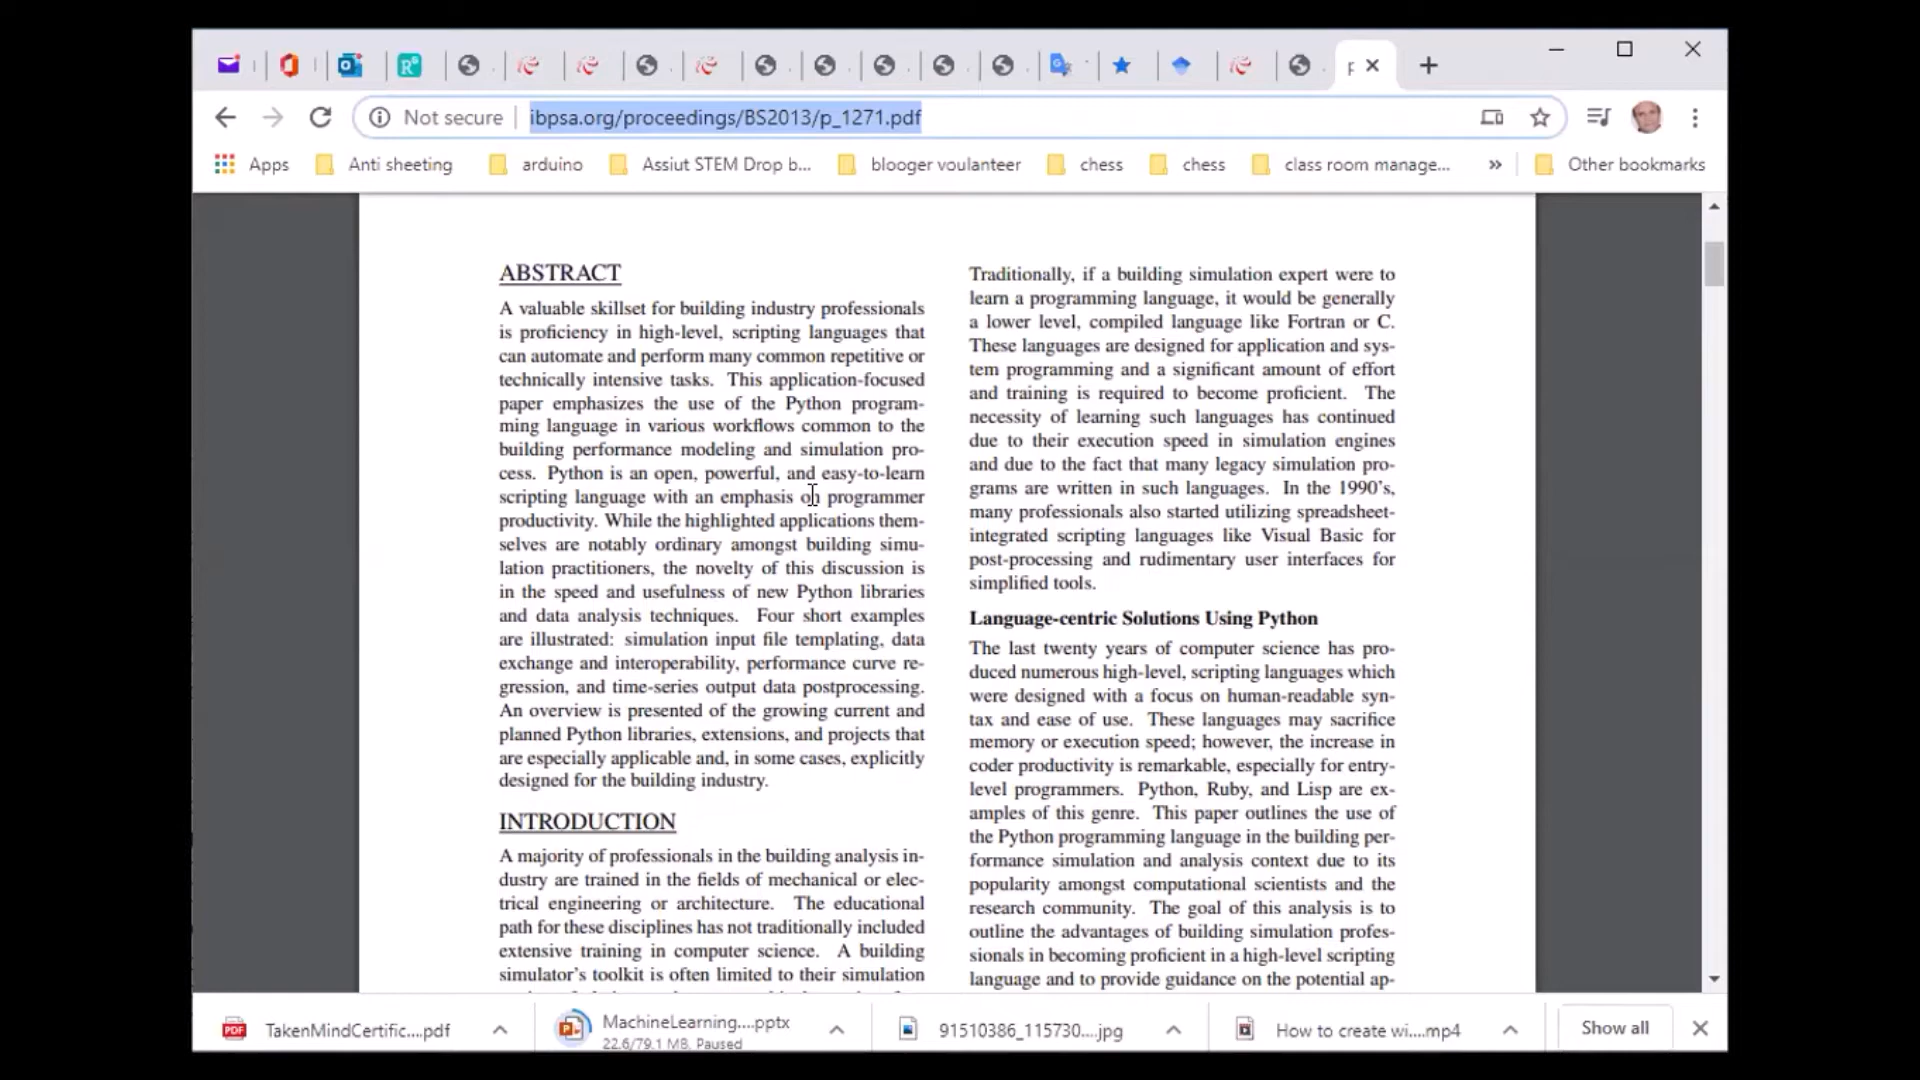 Not secure
ibpsa.org/proceedings/BS2013/p_1271.pdf
Apps
Anti sheeting
arduino
Assiut STEM Drop b...
blooger voulanteer
chess
chess
class room manage...
»
Other bookmarks
ABSTRACT
A valuable skillset for building industry professionals
is proficiency in high-level, scripting languages that
can automate and perform many common repetitive or
technically intensive tasks. This application-focused
paper emphasizes the use of the Python program-
ming language in various workflows common to the
building performance modeling and simulation pro-
cess. Python is an open, powerful, and easy-to-learn
scripting language with an emphasis on programmer
productivity. While the highlighted applications them-
selves are notably ordinary amongst building simu-
lation practitioners, the novelty of this discussion is
in the speed and usefulness of new Python libraries
and data analysis techniques. Four short examples
are illustrated: simulation input file templating, data
exchange and interoperability, performance curve re-
gression, and time-series output data postprocessing.
An overview is presented of the growing current and
planned Python libraries, extensions, and projects that
are especially applicable and, in some cases, explicitly
designed for the building industry.
INTRODUCTION
A majority of professionals in the building analysis in-
dustry are trained in the fields of mechanical or elec-
trical engineering or architecture. The educational
path for these disciplines has not traditionally included
extensive training in computer science. A building
simulator's toolkit is often limited to their simulation
Traditionally, if a building simulation expert were to
learn a programming language, it would be generally
a lower level, compiled language like Fortran or C.
These languages are designed for application and sys-
tem programming and a significant amount of effort
and training is required to become proficient. The
necessity of learning such languages has continued
due to their execution speed in simulation engines
and due to the fact that many legacy simulation pro-
grams are written in such languages. In the 1990's,
many professionals also started utilizing spreadsheet-
integrated scripting languages like Visual Basic for
post-processing and rudimentary user interfaces for
simplified tools.
Language-centric Solutions Using Python
The last twenty years of computer science has pro-
duced numerous high-level, scripting languages which
were designed with a focus on human-readable syn-
tax and ease of use. These languages may sacrifice
memory or execution speed; however, the increase in
coder productivity is remarkable, especially for entry-
level programmers. Python, Ruby, and Lisp are ex-
amples of this genre. This paper outlines the use of
the Python programming language in the building per-
formance simulation and analysis context due to its
popularity amongst computational scientists and the
research community. The goal of this analysis is to
outline the advantages of building simulation profes-
sionals in becoming proficient in a high-level scripting
language and to provide guidance on the potential ap-
TakenMindCertific....pdf
MachineLearning....pptx
22.6/79.1 MB, Paused
91510386_115730....jpg
How to create wi....mp4
Show all